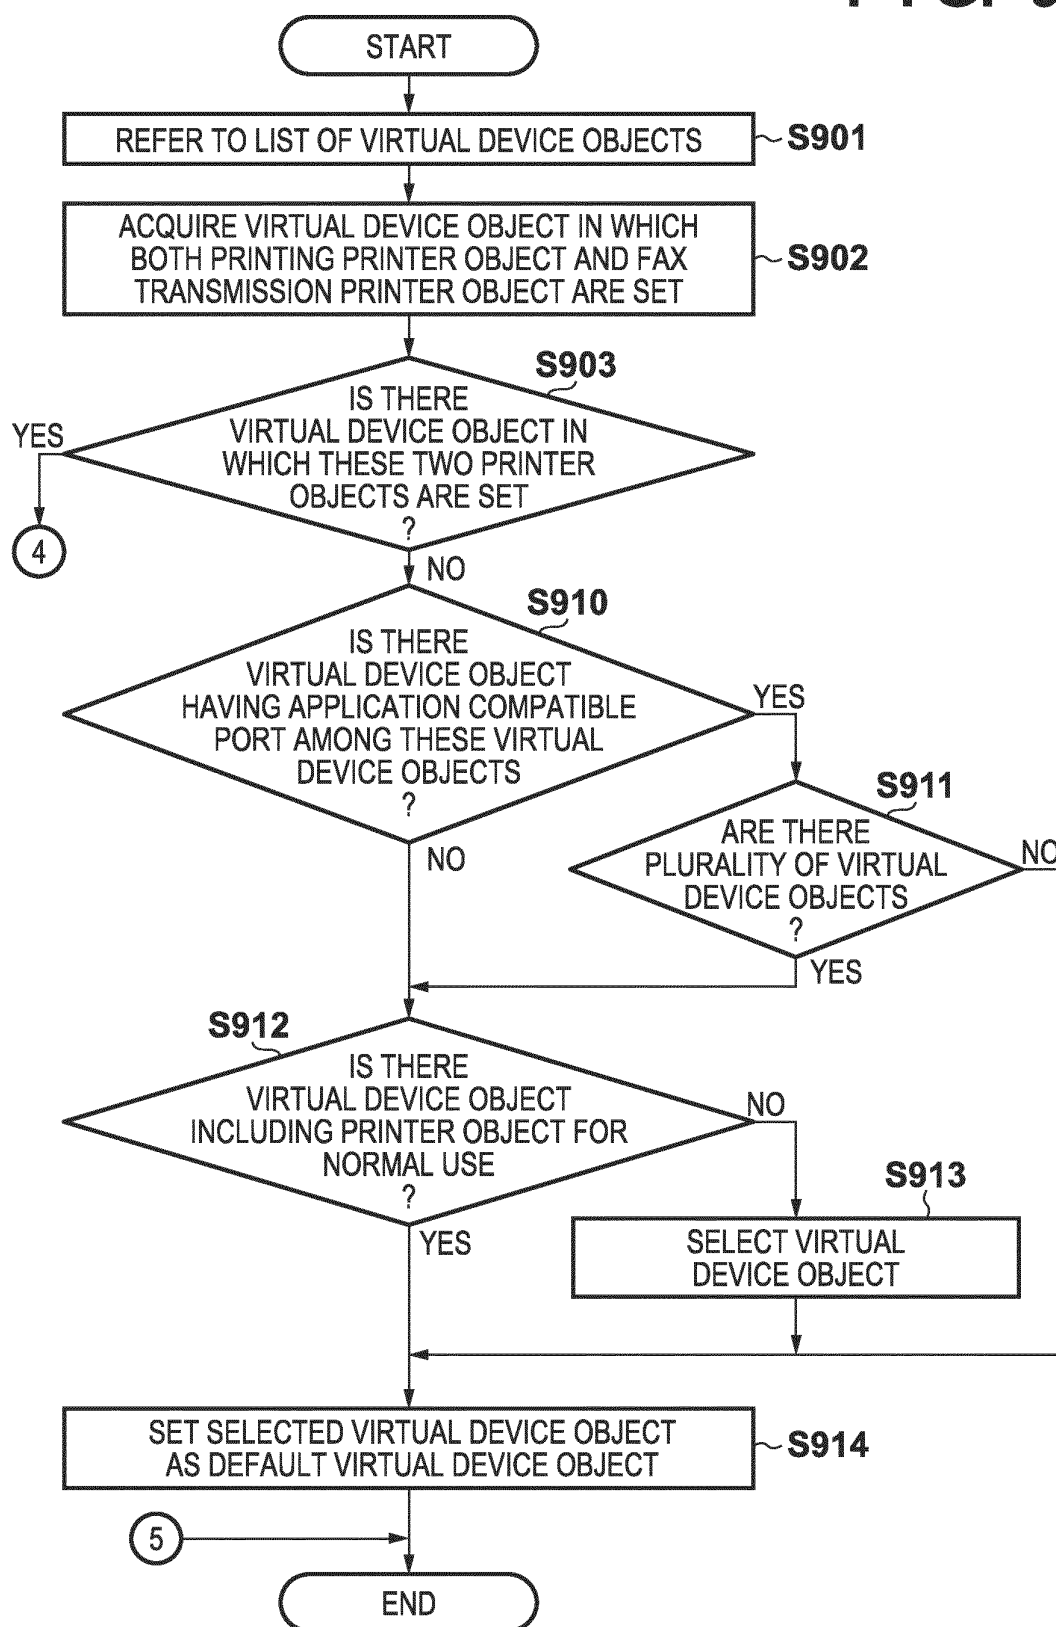 START
REFER TO LIST OF VIRTUAL DEVICE OBJECTS
S901
ACQUIRE VIRTUAL DEVICE OBJECT IN WHICH
BOTH PRINTING PRINTER OBJECT AND FAX
TRANSMISSION PRINTER OBJECT ARE SET
S902
S903
IS THERE
VIRTUAL DEVICE OBJECT IN
WHICH THESE TWO PRINTER
OBJECTS ARE SET
?
YES
4
NO
S910
IS THERE
VIRTUAL DEVICE OBJECT
HAVING APPLICATION COMPATIBLE
PORT AMONG THESE VIRTUAL
DEVICE OBJECTS
?
YES
NO
S911
ARE THERE
PLURALITY OF VIRTUAL
DEVICE OBJECTS
?
NO
YES
S912
IS THERE
VIRTUAL DEVICE OBJECT
INCLUDING PRINTER OBJECT FOR
NORMAL USE
?
NO
YES
S913
SELECT VIRTUAL
DEVICE OBJECT
SET SELECTED VIRTUAL DEVICE OBJECT
AS DEFAULT VIRTUAL DEVICE OBJECT
S914
5
END